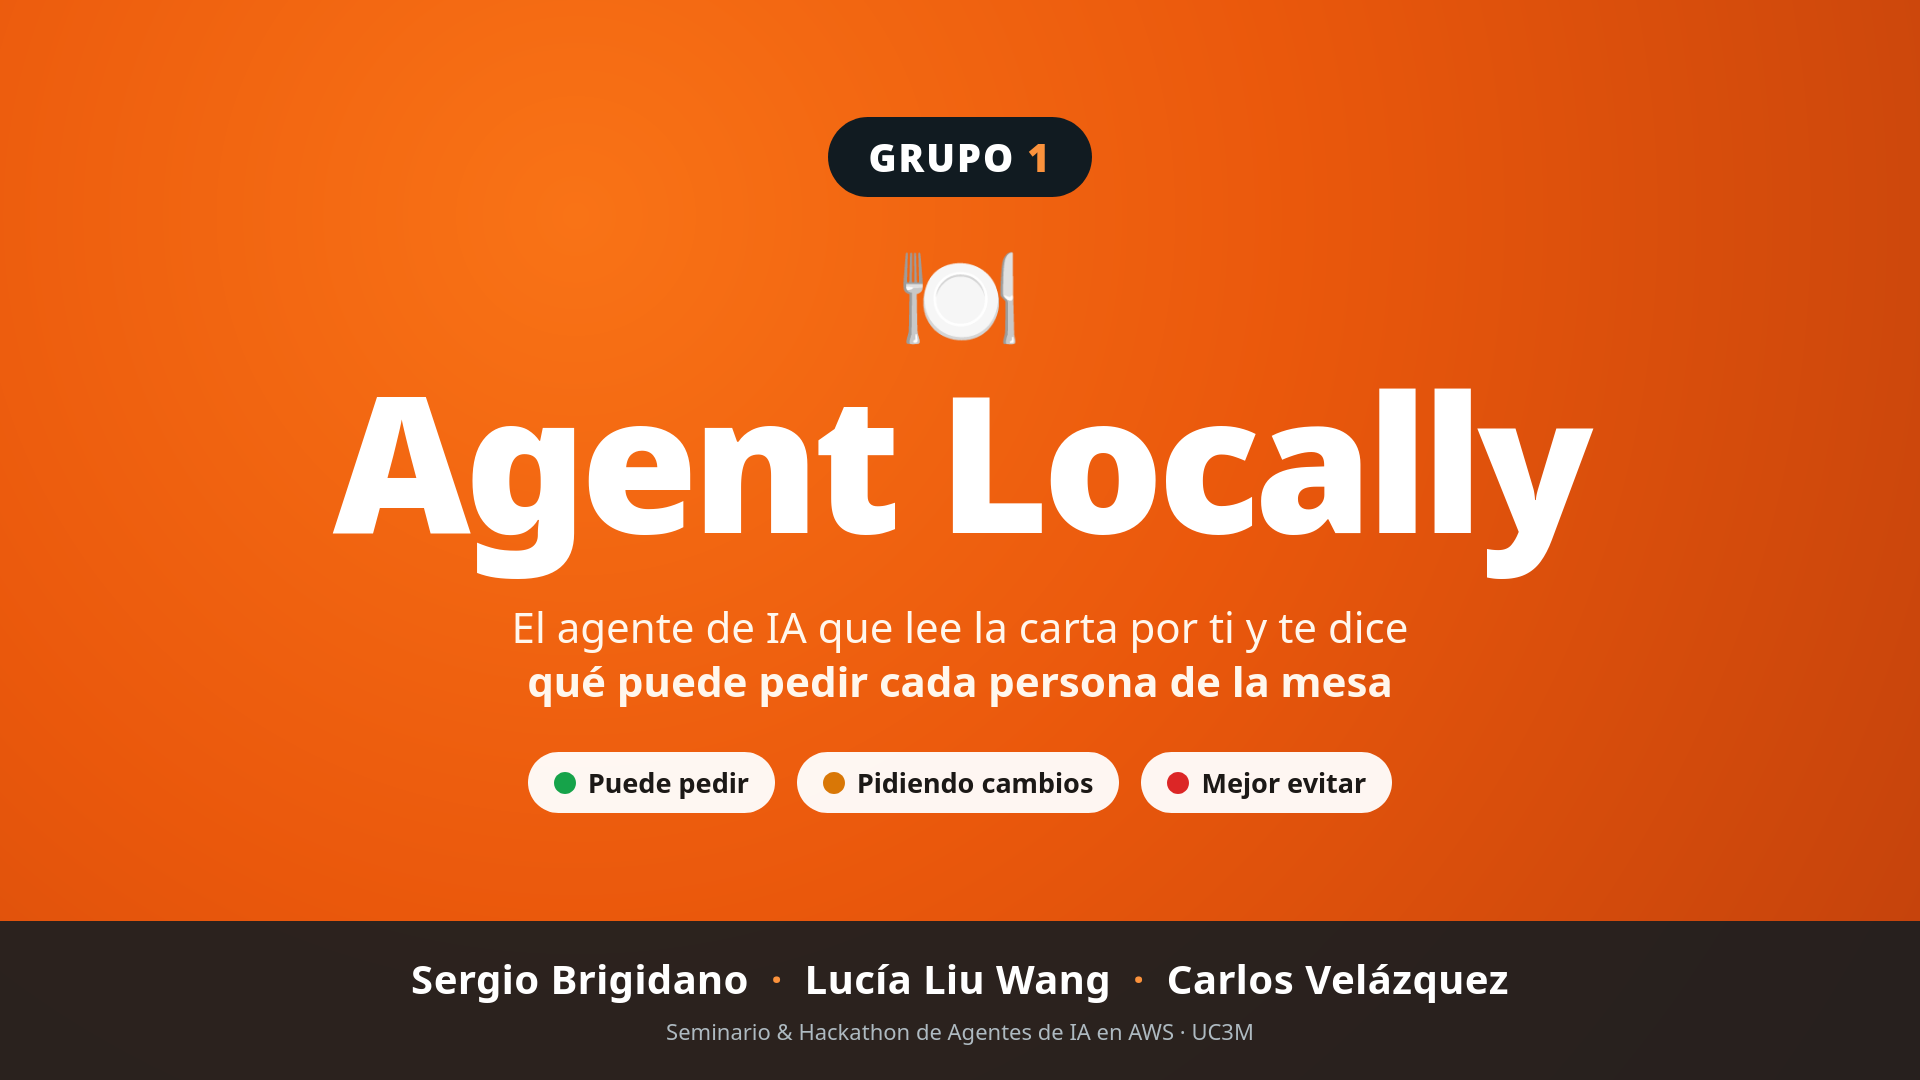 GRUPO 1
Agent Locally
El agente de IA que lee la carta por ti y te dice
qué puede pedir cada persona de la mesa
Puede pedir
Pidiendo cambios
Mejor evitar
Sergio Brigidano · Lucía Liu Wang · Carlos Velázquez
Seminario & Hackathon de Agentes de IA en AWS · UC3M